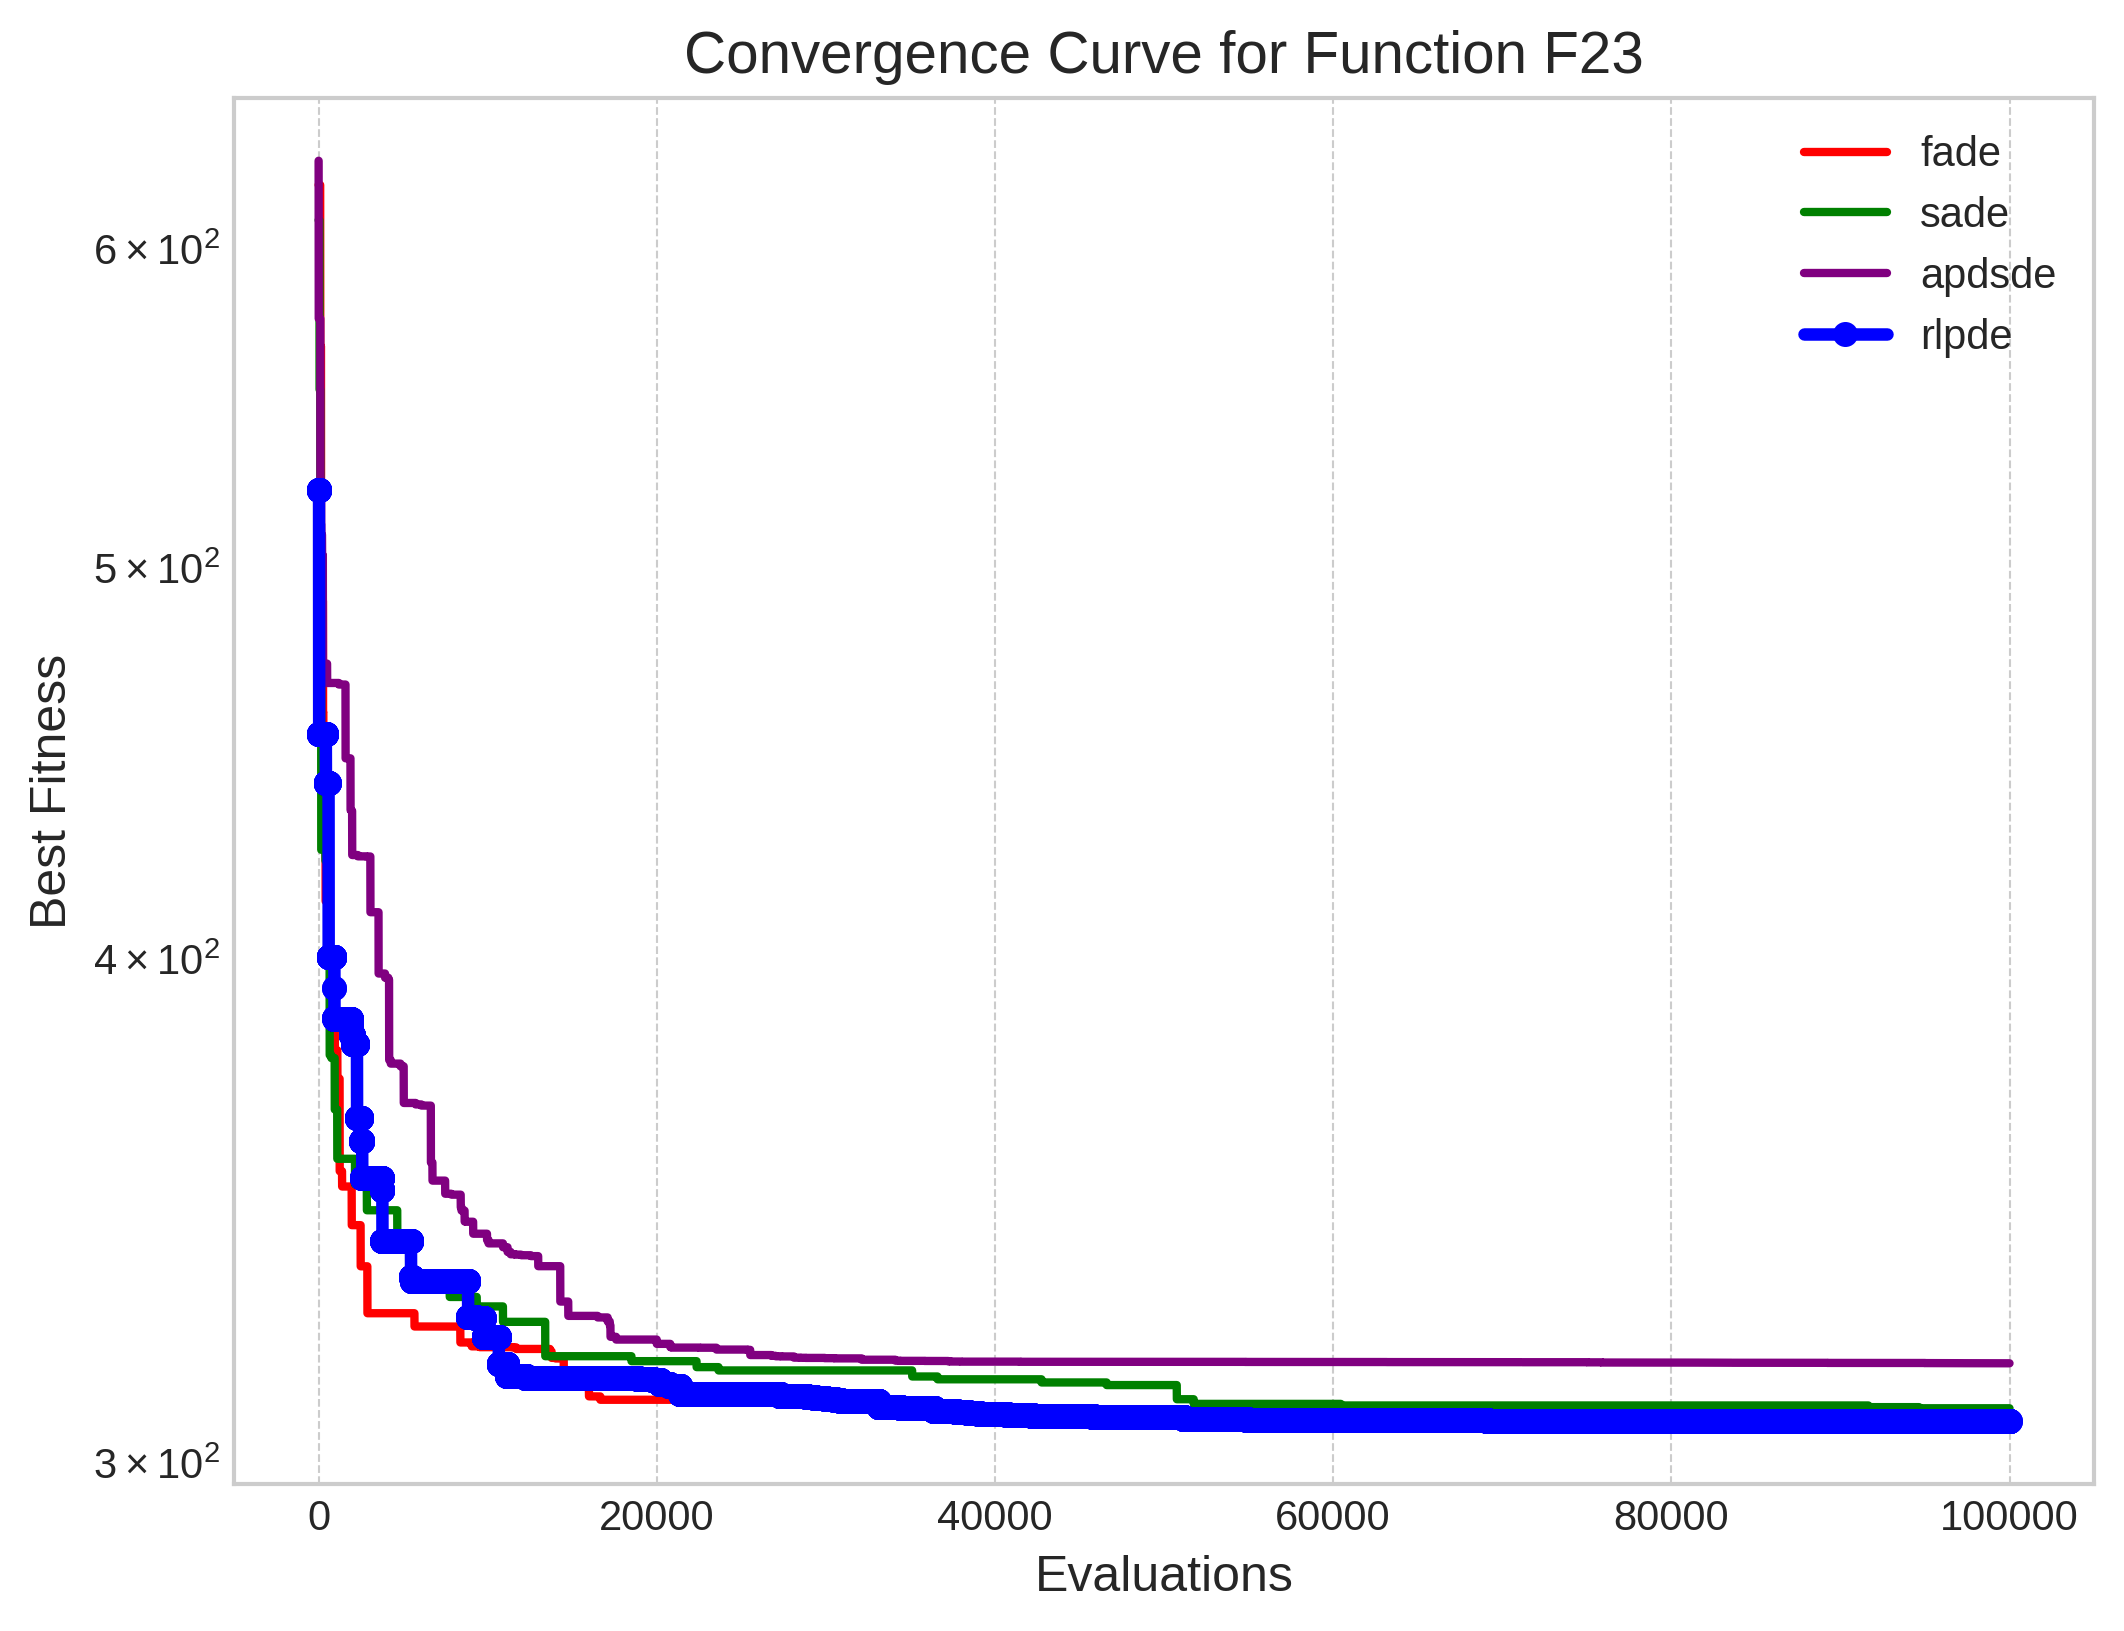 Convergence Curve for Function F23
fade
sade
apdsde
rlpde
Best Fitness
6 × 10²
5 × 10²
4 × 10²
3 × 10²
0 20000 40000 60000 80000 100000
Evaluations